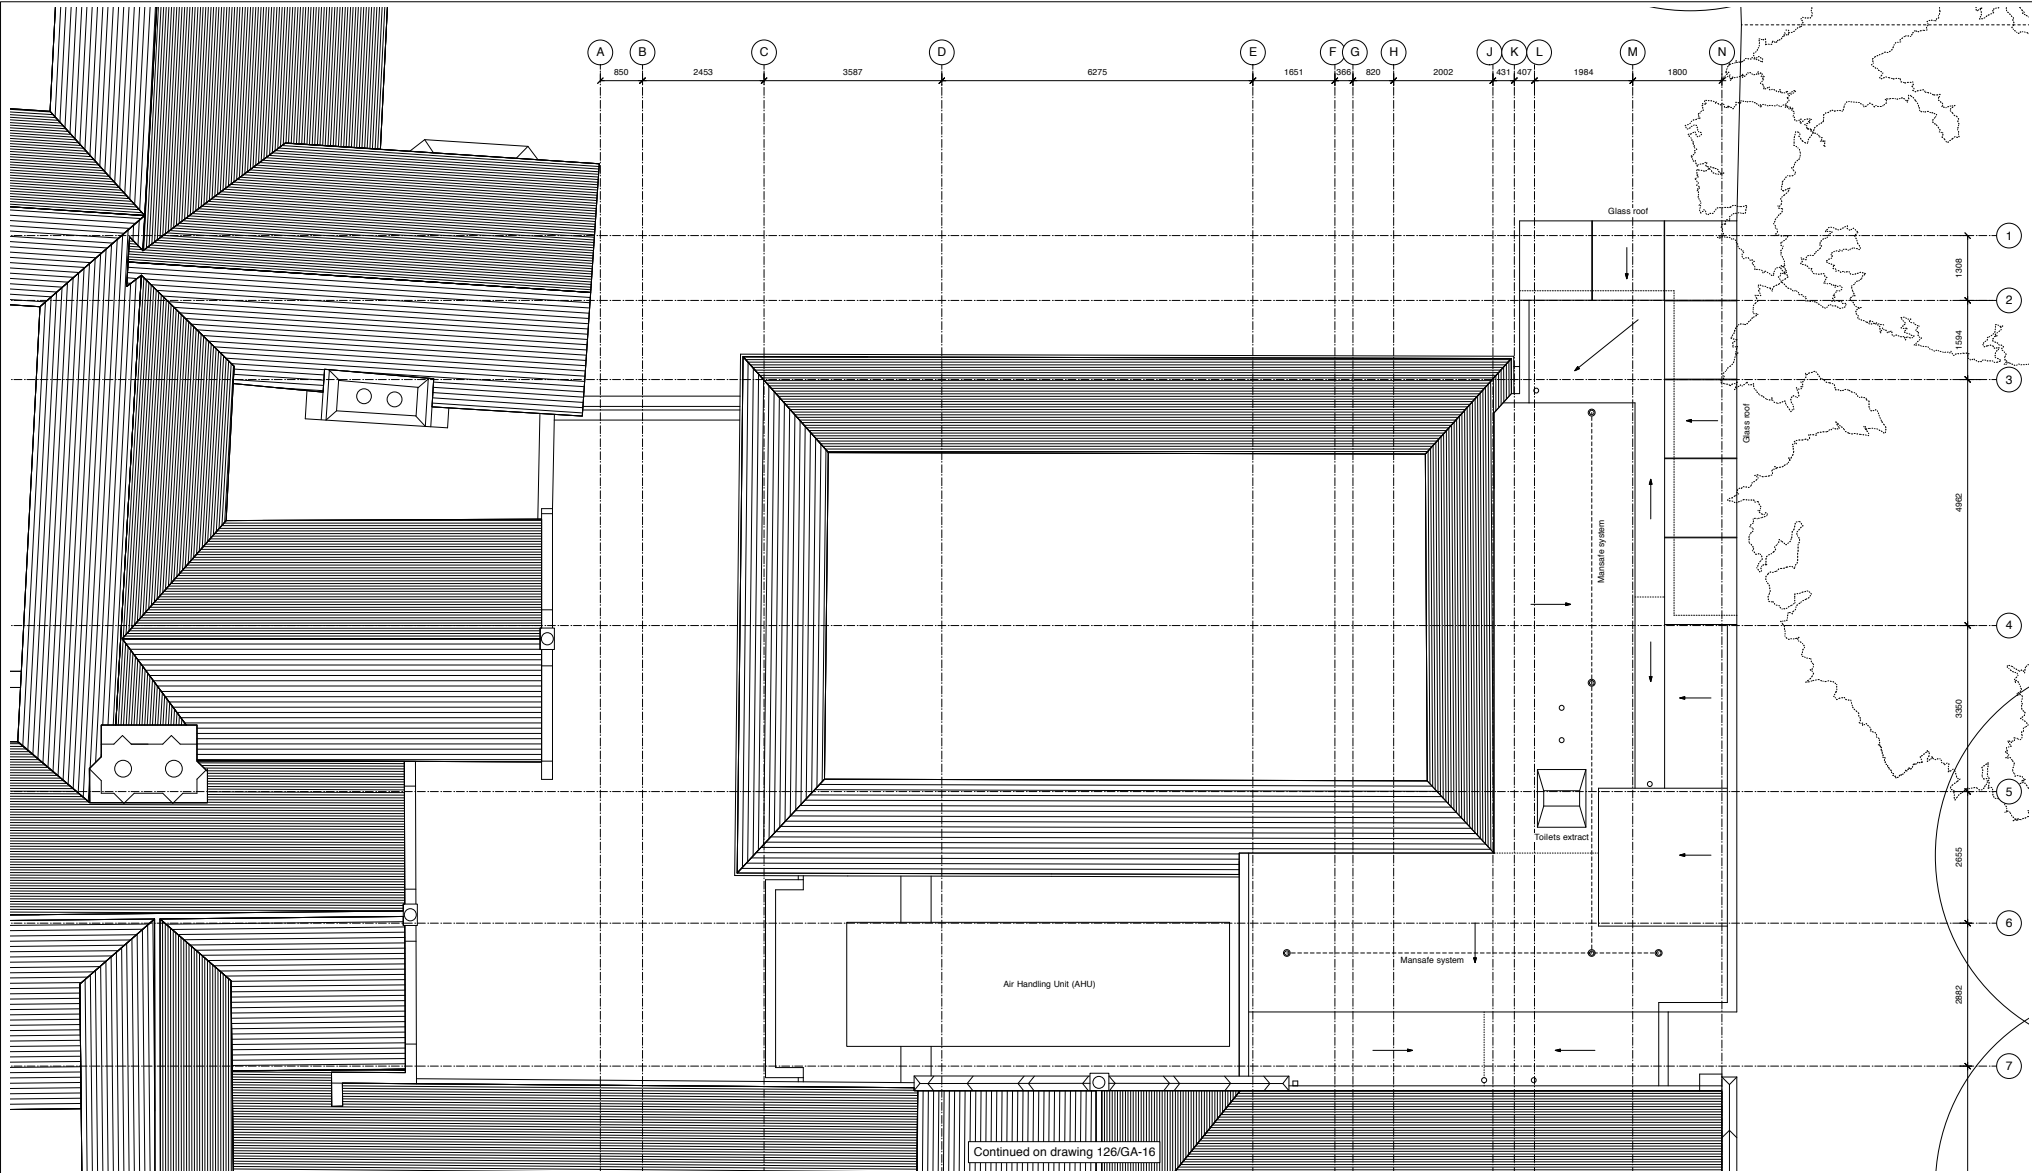 A B C D E F G H J K L M N
850 2453 3587 6275 1651 366 820 2002 431 407 1984 1800
Glass roof
1
1308
2
1594
3
Glass roof
4962
Mansafe system
4
3350
5
Toilets extract
2655
6
Mansafe system
Air Handling Unit (AHU)
2882
7
Continued on drawing 126/GA-16